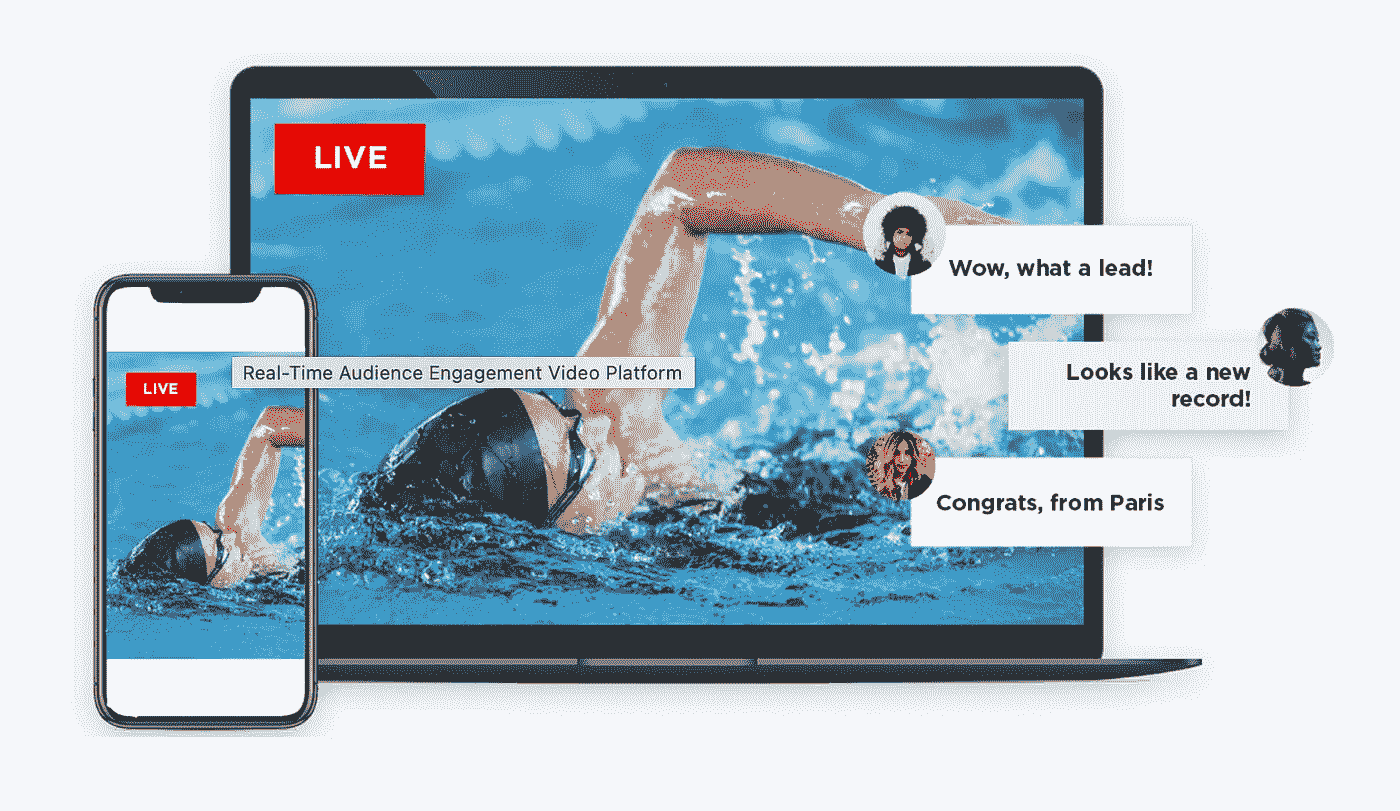 LIVE
Wow, what a lead!
LIVE
Real-Time Audience Engagement Video Platform
Looks like a new
record!
Congrats, from Paris